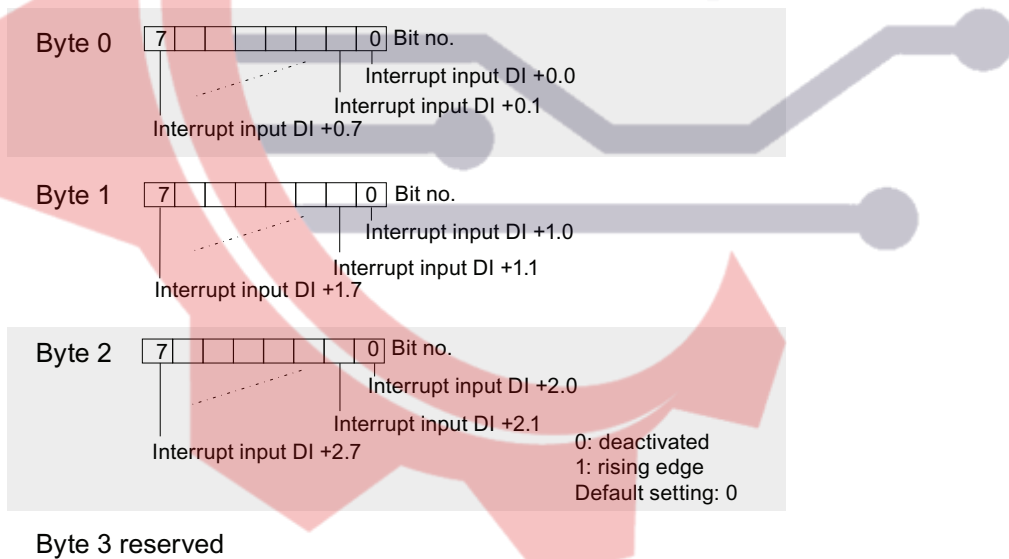 Byte 0 7 0 Bit no.
Interrupt input DI +0.0
Interrupt input DI +0.1
Interrupt input DI +0.7
Byte 1 7 0 Bit no.
Interrupt input DI +1.0
Interrupt input DI +1.1
Interrupt input DI +1.7
Byte 2 7 0 Bit no.
Interrupt input DI +2.0
Interrupt input DI +2.1
Interrupt input DI +2.7
0: deactivated
1: rising edge
Default setting: 0
Byte 3 reserved